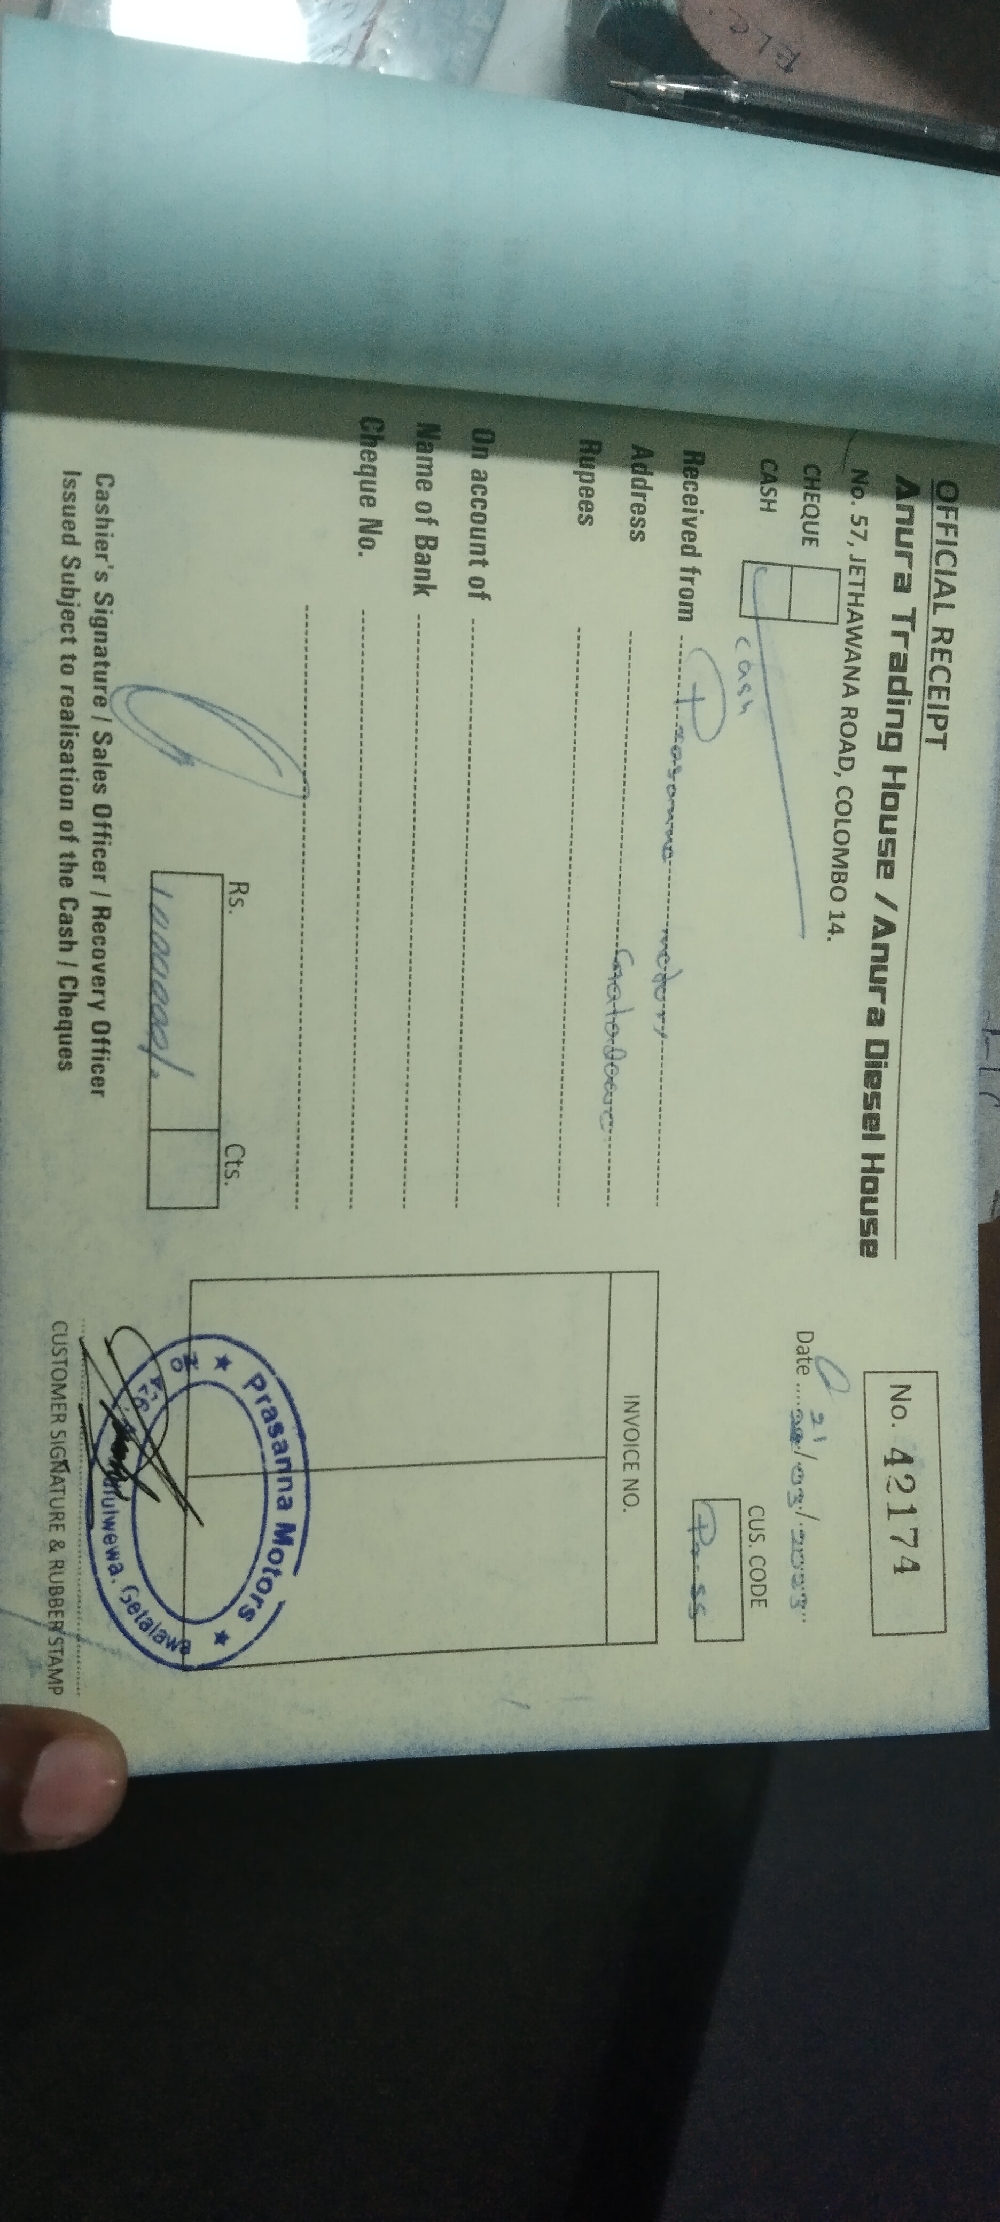 OFFICIAL RECEIPT
Anura Trading House / Anura Diesel House
No. 57, JETHAWANA ROAD, COLOMBO 14.
No. 42174
CHEQUE
CASH
cash
Date
CUS. CODE
Received from Prasanna motors
Address
Rupees
On account of
Name of Bank
Cheque No.
INVOICE NO.
Rs. Cts.
Prasanna Motors
Getalawa
Cashier's Signature / Sales Officer / Recovery Officer
Issued Subject to realisation of the Cash / Cheques
CUSTOMER SIGNATURE & RUBBER STAMP